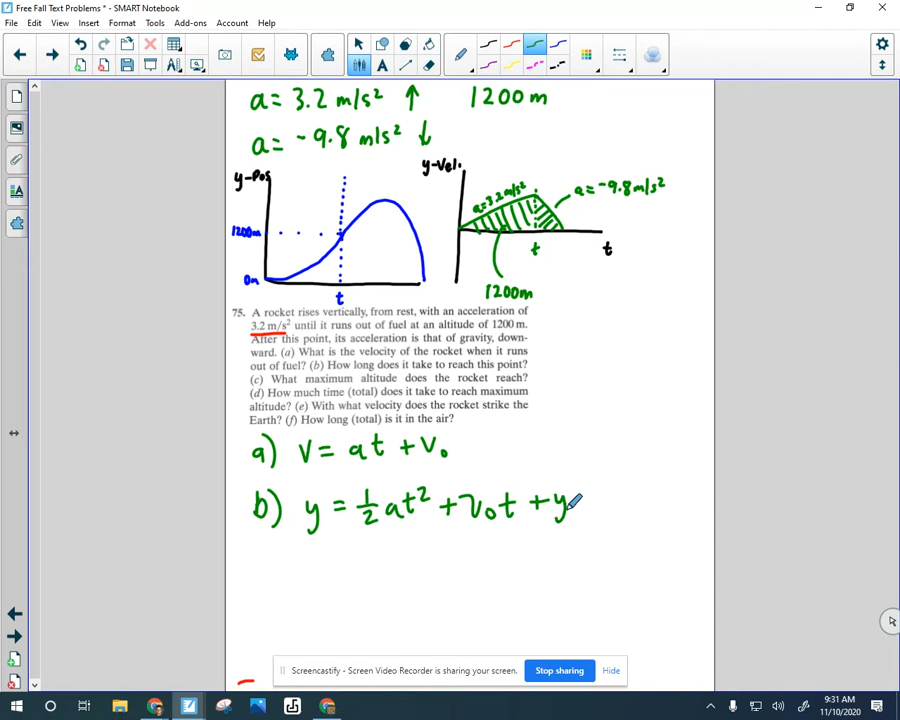 Free Fall Text Problems * - SMART Notebook
File Edit View Insert Format Tools Add-ons Account Help
a = 3.2 m/s² ↑ 1200 m
a = -9.8 m/s² ↓
y-Pos
1200m
0m
t
y-Vel.
a=3.2m/s²
a=-9.8m/s²
t
t
1200m
75. A rocket rises vertically, from rest, with an acceleration of
3.2 m/s² until it runs out of fuel at an altitude of 1200 m.
After this point, its acceleration is that of gravity, down-
ward. (a) What is the velocity of the rocket when it runs
out of fuel? (b) How long does it take to reach this point?
(c) What maximum altitude does the rocket reach?
(d) How much time (total) does it take to reach maximum
altitude? (e) With what velocity does the rocket strike the
Earth? (f) How long (total) is it in the air?
a) v = at + v₀
b) y = 1/2 at² + v₀t + y
Screencastify - Screen Video Recorder is sharing your screen. Stop sharing Hide
9:31 AM
11/10/2020